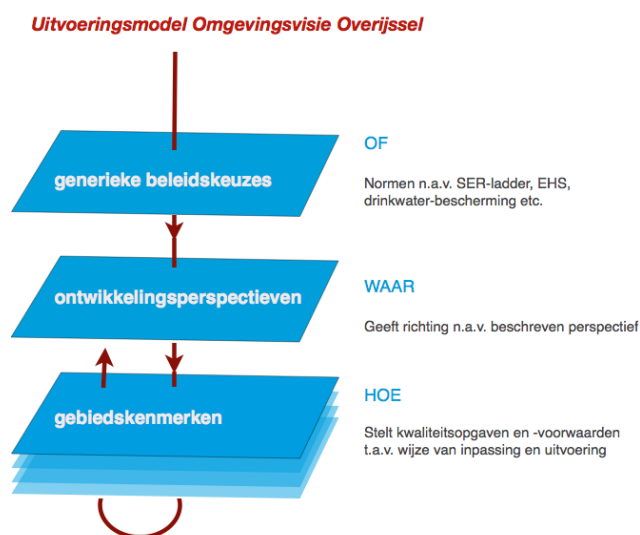 Uitvoeringsmodel Omgevingsvisie Overijssel
generieke beleidskeuzes
OF
Normen n.a.v. SER-ladder, EHS,
drinkwater-bescherming etc.
ontwikkelingsperspectieven
WAAR
Geeft richting n.a.v. beschreven perspectief
gebiedskenmerken
HOE
Stelt kwaliteitsopgaven en -voorwaarden
t.a.v. wijze van inpassing en uitvoering